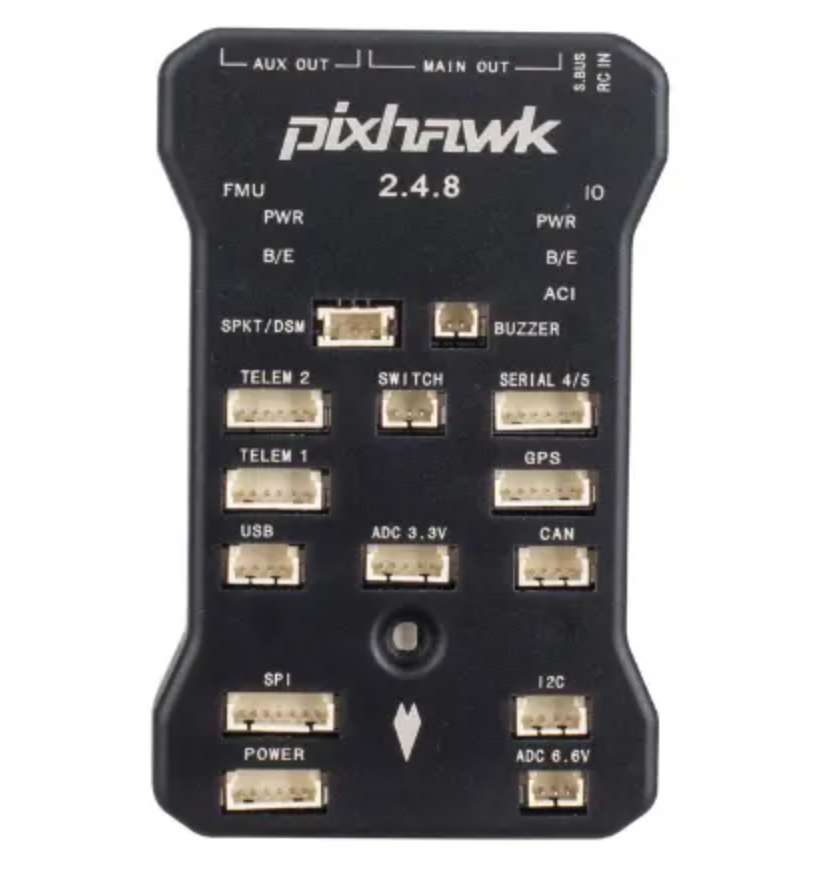 AUX OUT MAIN OUT S.BUS RC IN
pixhawk
FMU 2.4.8 IO
PWR PWR
B/E B/E
ACI
SPKT/DSM BUZZER
TELEM 2 SWITCH SERIAL 4/5
TELEM 1 GPS
USB ADC 3.3V CAN
SPI I2C
POWER ADC 6.6V